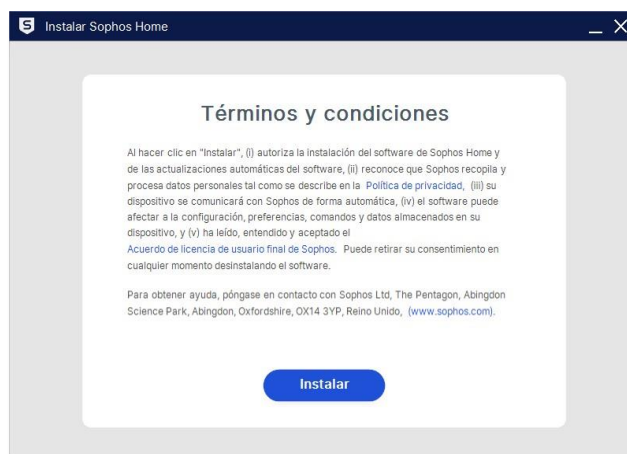 S Instalar Sophos Home
Términos y condiciones
Al hacer clic en "Instalar", (i) autoriza la instalación del software de Sophos Home y
de las actualizaciones automáticas del software, (ii) reconoce que Sophos recopila y
procesa datos personales tal como se describe en la Política de privacidad, (iii) su
dispositivo se comunicará con Sophos de forma automática, (iv) el software puede
afectar a la configuración, preferencias, comandos y datos almacenados en su
dispositivo, y (v) ha leído, entendido y aceptado el
Acuerdo de licencia de usuario final de Sophos. Puede retirar su consentimiento en
cualquier momento desinstalando el software.
Para obtener ayuda, póngase en contacto con Sophos Ltd, The Pentagon, Abingdon
Science Park, Abingdon, Oxfordshire, OX14 3YP, Reino Unido, (www.sophos.com).
Instalar